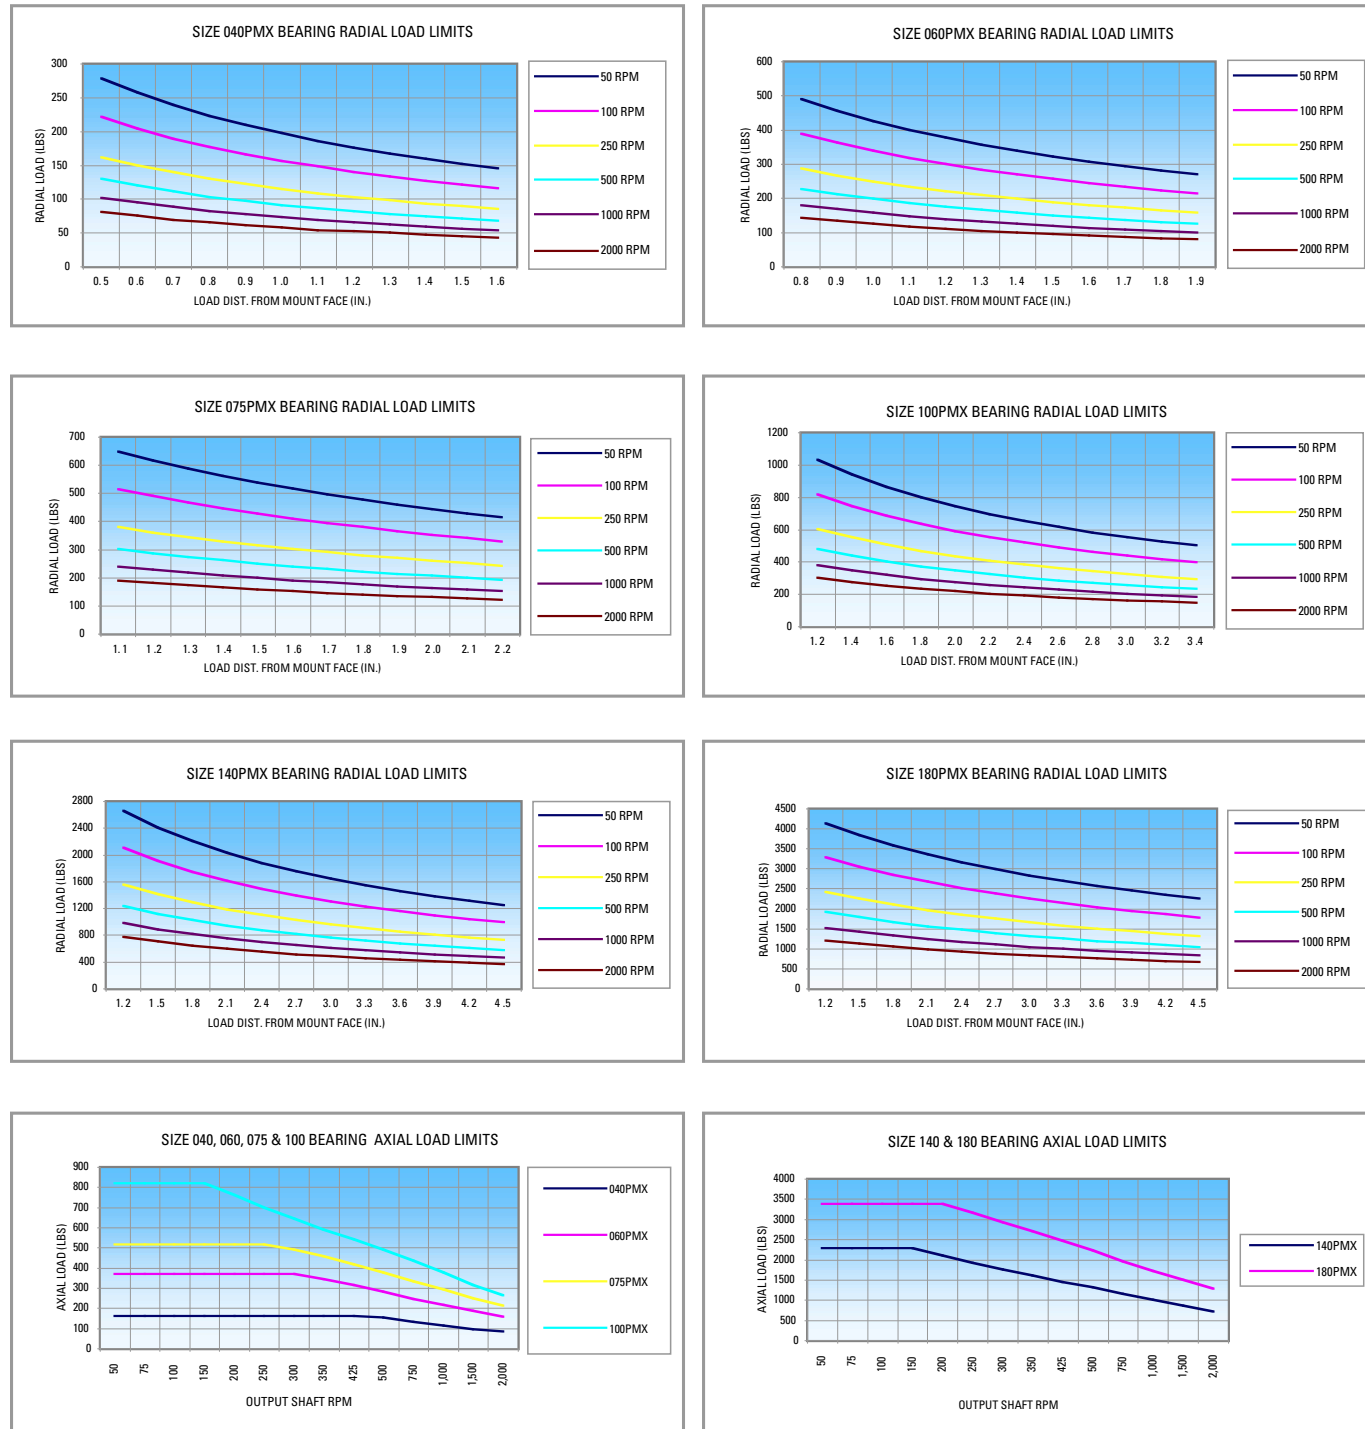 SIZE 040PMX BEARING RADIAL LOAD LIMITS
RADIAL LOAD (LBS)
300
250
200
150
100
50
0
0.5 0.6 0.7 0.8 0.9 1.0 1.1 1.2 1.3 1.4 1.5 1.6
LOAD DIST. FROM MOUNT FACE (IN.)
50 RPM
100 RPM
250 RPM
500 RPM
1000 RPM
2000 RPM
SIZE 060PMX BEARING RADIAL LOAD LIMITS
RADIAL LOAD (LBS)
600
500
400
300
200
100
0
0.8 0.9 1.0 1.1 1.2 1.3 1.4 1.5 1.6 1.7 1.8 1.9
LOAD DIST. FROM MOUNT FACE (IN.)
50 RPM
100 RPM
250 RPM
500 RPM
1000 RPM
2000 RPM
SIZE 075PMX BEARING RADIAL LOAD LIMITS
RADIAL LOAD (LBS)
700
600
500
400
300
200
100
0
1.1 1.2 1.3 1.4 1.5 1.6 1.7 1.8 1.9 2.0 2.1 2.2
LOAD DIST. FROM MOUNT FACE (IN.)
50 RPM
100 RPM
250 RPM
500 RPM
1000 RPM
2000 RPM
SIZE 100PMX BEARING RADIAL LOAD LIMITS
RADIAL LOAD (LBS)
1200
1000
800
600
400
200
0
1.2 1.4 1.6 1.8 2.0 2.2 2.4 2.6 2.8 3.0 3.2 3.4
LOAD DIST. FROM MOUNT FACE (IN.)
50 RPM
100 RPM
250 RPM
500 RPM
1000 RPM
2000 RPM
SIZE 140PMX BEARING RADIAL LOAD LIMITS
RADIAL LOAD (LBS)
2800
2400
2000
1600
1200
800
400
0
1.2 1.5 1.8 2.1 2.4 2.7 3.0 3.3 3.6 3.9 4.2 4.5
LOAD DIST. FROM MOUNT FACE (IN.)
50 RPM
100 RPM
250 RPM
500 RPM
1000 RPM
2000 RPM
SIZE 180PMX BEARING RADIAL LOAD LIMITS
RADIAL LOAD (LBS)
4500
4000
3500
3000
2500
2000
1500
1000
500
0
1.2 1.5 1.8 2.1 2.4 2.7 3.0 3.3 3.6 3.9 4.2 4.5
LOAD DIST. FROM MOUNT FACE (IN.)
50 RPM
100 RPM
250 RPM
500 RPM
1000 RPM
2000 RPM
SIZE 040, 060, 075 & 100 BEARING AXIAL LOAD LIMITS
AXIAL LOAD (LBS)
900
800
700
600
500
400
300
200
100
0
50 75 100 150 200 250 300 350 425 500 750 1,000 1,500 2,000
OUTPUT SHAFT RPM
040PMX
060PMX
075PMX
100PMX
SIZE 140 & 180 BEARING AXIAL LOAD LIMITS
AXIAL LOAD (LBS)
4000
3500
3000
2500
2000
1500
1000
500
0
50 75 100 150 200 250 300 350 425 500 750 1,000 1,500 2,000
OUTPUT SHAFT RPM
140PMX
180PMX